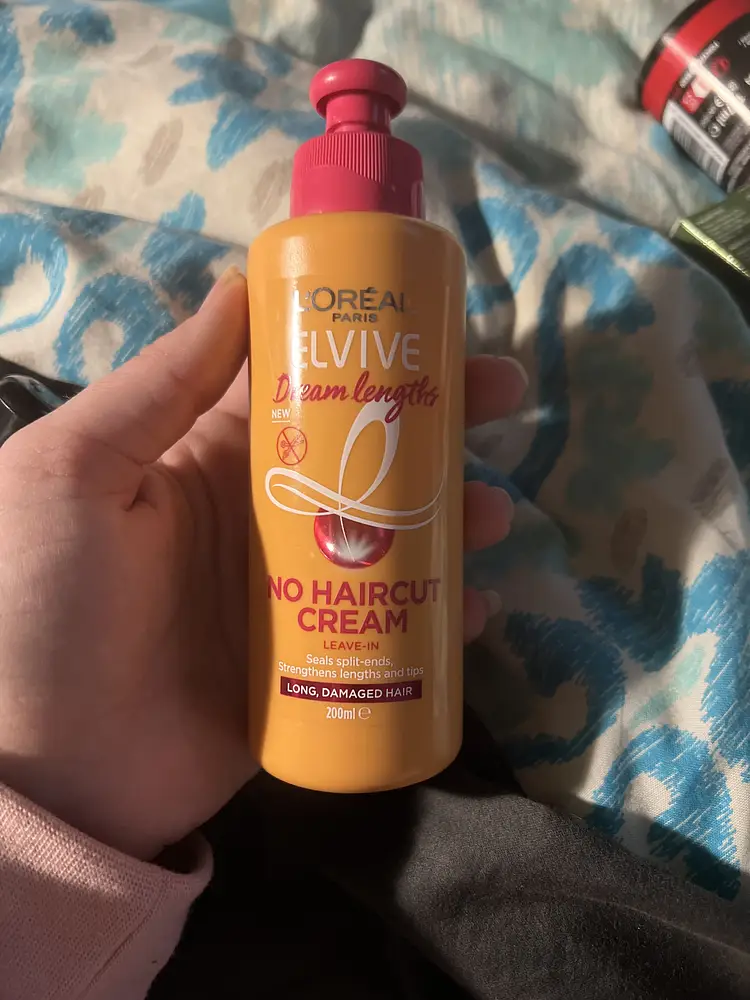 L'ORÉAL
PARIS
ELVIVE
Dream lengths
NEW
NO HAIRCUT
CREAM
LEAVE-IN
Seals split-ends,
Strengthens lengths and tips
LONG, DAMAGED HAIR
200ml ℮